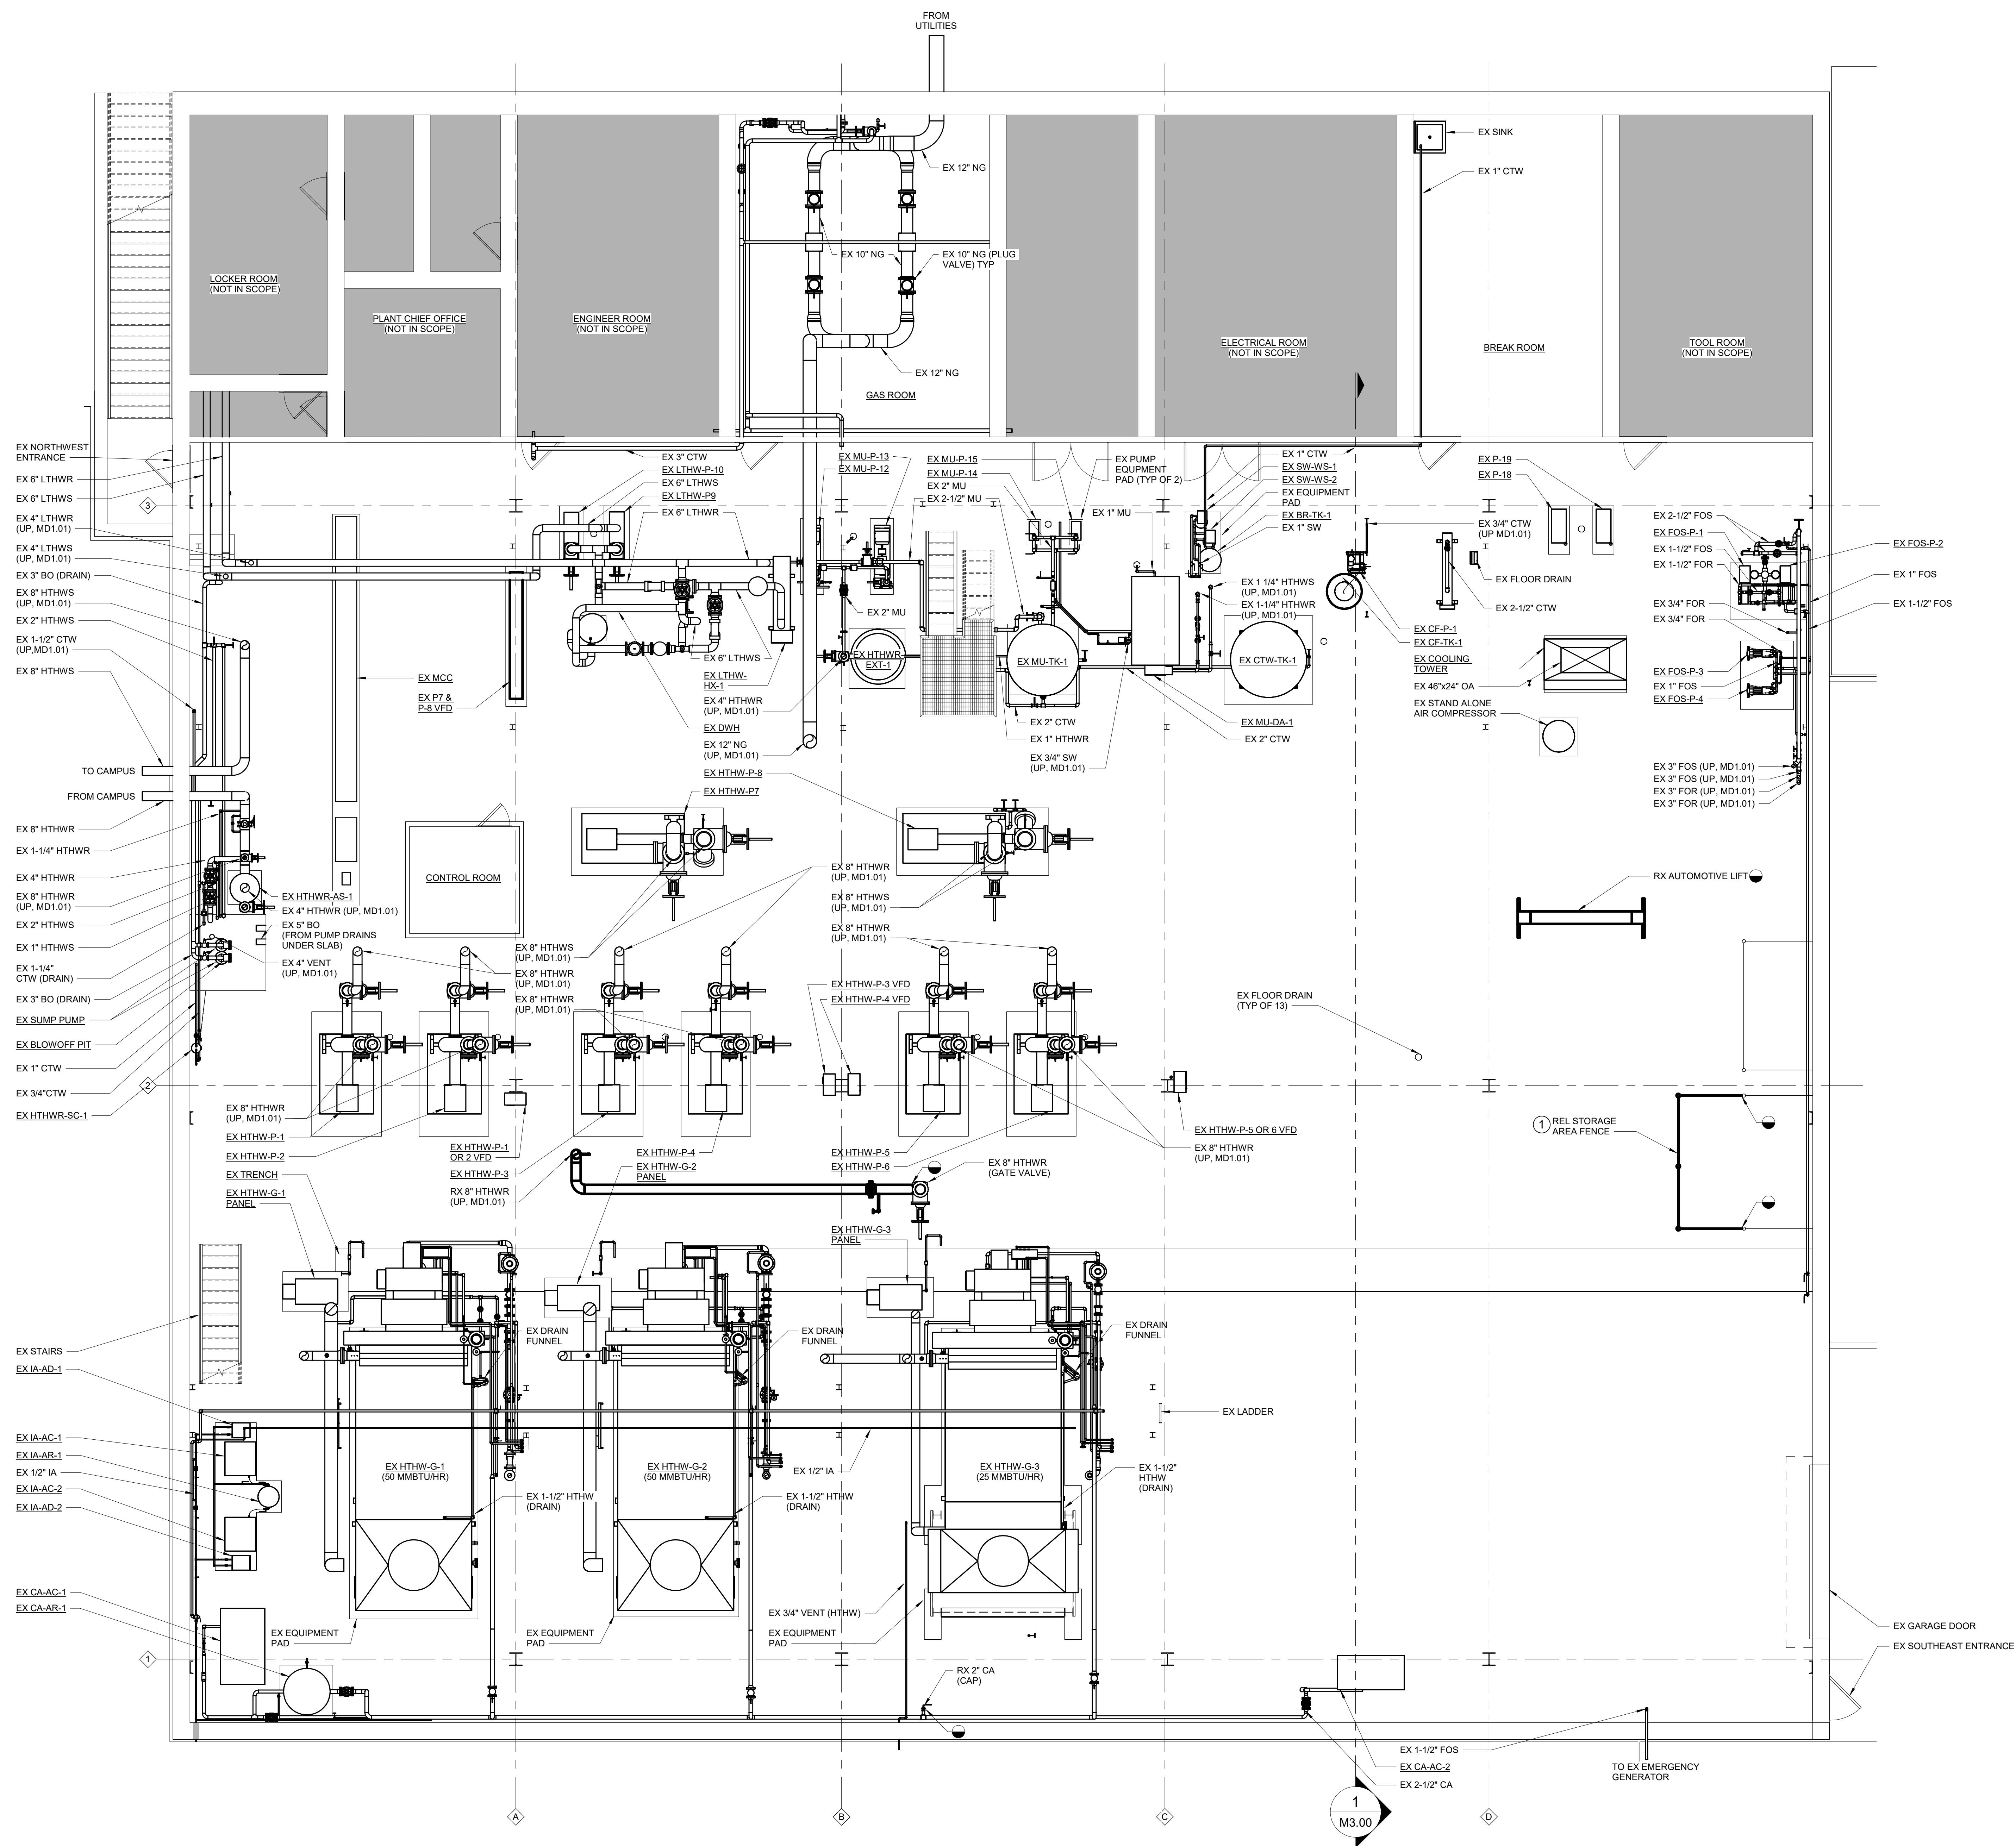 FROM
UTILITIES
EX 12" NG
EX SINK
EX 1" CTW
EX 10" NG
EX 10" NG (PLUG
VALVE) TYP
LOCKER ROOM
(NOT IN SCOPE)
PLANT CHIEF OFFICE
(NOT IN SCOPE)
ENGINEER ROOM
(NOT IN SCOPE)
ELECTRICAL ROOM
(NOT IN SCOPE)
BREAK ROOM
TOOL ROOM
(NOT IN SCOPE)
EX 12" NG
GAS ROOM
EX NORTHWEST
ENTRANCE
EX 6" LTHWR
EX 6" LTHWS
EX 4" LTHWR
(UP, MD1.01)
EX 4" LTHWS
(UP, MD1.01)
EX 3" BO (DRAIN)
EX 8" HTHWS
(UP, MD1.01)
EX 2" HTHWS
EX 1-1/2" CTW
(UP,MD1.01)
EX 8" HTHWS
TO CAMPUS
FROM CAMPUS
EX 8" HTHWR
EX 1-1/4" HTHWR
EX 4" HTHWR
EX 8" HTHWR
(UP, MD1.01)
EX 2" HTHWS
EX 1" HTHWS
EX 1-1/4"
CTW (DRAIN)
EX 3" BO (DRAIN)
EX SUMP PUMP
EX BLOWOFF PIT
EX 1" CTW
EX 3/4"CTW
EX HTHWR-SC-1
3
2
1
EX 3" CTW
EX LTHW-P-10
EX 6" LTHWS
EX LTHW-P9
EX 6" LTHWR
EX MU-P-13
EX MU-P-12
EX MU-P-15
EX MU-P-14
EX 2" MU
EX 2-1/2" MU
EX PUMP
EQUPMENT
PAD (TYP OF 2)
EX 1" MU
EX 1" CTW
EX SW-WS-1
EX SW-WS-2
EX EQUIPMENT
PAD
EX BR-TK-1
EX 1" SW
EX P-19
EX P-18
EX 3/4" CTW
(UP MD1.01)
EX FLOOR DRAIN
EX 2-1/2" CTW
EX 2-1/2" FOS
EX FOS-P-1
EX 1-1/2" FOS
EX 1-1/2" FOR
EX 3/4" FOR
EX 3/4" FOR
EX FOS-P-3
EX 1" FOS
EX FOS-P-4
EX FOS-P-2
EX 1" FOS
EX 1-1/2" FOS
EX 3" FOS (UP, MD1.01)
EX 3" FOS (UP, MD1.01)
EX 3" FOR (UP, MD1.01)
EX 3" FOR (UP, MD1.01)
EX 2" MU
EX 1 1/4" HTHWS
(UP, MD1.01)
EX 1-1/4" HTHWR
(UP, MD1.01)
EX CF-P-1
EX CF-TK-1
EX COOLING
TOWER
EX 46"x24" OA
EX STAND ALONE
AIR COMPRESSOR
EX MCC
EX P7 &
P-8 VFD
EX 6" LTHWS
EX LTHW-
HX-1
EX 4" HTHWR
(UP, MD1.01)
EX DWH
EX 12" NG
(UP, MD1.01)
EX HTHWR
EXT-1
EX MU-TK-1
EX CTW-TK-1
EX 2" CTW
EX 1" HTHWR
EX 3/4" SW
(UP, MD1.01)
EX MU-DA-1
EX 2" CTW
EX HTHW-P-8
EX HTHW-P7
CONTROL ROOM
EX HTHWR-AS-1
EX 4" HTHWR (UP, MD1.01)
EX 5" BO
(FROM PUMP DRAINS
UNDER SLAB)
EX 4" VENT
(UP, MD1.01)
EX 8" HTHWR
(UP, MD1.01)
EX 8" HTHWS
(UP, MD1.01)
EX 8" HTHWR
(UP, MD1.01)
EX 8" HTHWS
(UP, MD1.01)
EX 8" HTHWR
(UP, MD1.01)
EX 8" HTHWR
(UP, MD1.01)
EX HTHW-P-3 VFD
EX HTHW-P-4 VFD
EX FLOOR DRAIN
(TYP OF 13)
RX AUTOMOTIVE LIFT
EX 8" HTHWR
(UP, MD1.01)
EX HTHW-P-1
EX HTHW-P-2
EX TRENCH
EX HTHW-G-1
PANEL
EX HTHW-P-1
OR 2 VFD
EX HTHW-P-3
RX 8" HTHWR
(UP, MD1.01)
EX HTHW-P-4
EX HTHW-G-2
PANEL
EX HTHW-P-5
EX HTHW-P-6
EX 8" HTHWR
(GATE VALVE)
EX HTHW-G-3
PANEL
EX HTHW-P-5 OR 6 VFD
EX 8" HTHWR
(UP, MD1.01)
1
REL STORAGE
AREA FENCE
EX DRAIN
FUNNEL
EX DRAIN
FUNNEL
EX DRAIN
FUNNEL
EX STAIRS
EX IA-AD-1
EX IA-AC-1
EX IA-AR-1
EX 1/2" IA
EX IA-AC-2
EX IA-AD-2
EX CA-AC-1
EX CA-AR-1
EX LADDER
EX HTHW-G-1
(50 MMBTU/HR)
EX HTHW-G-2
(50 MMBTU/HR)
EX HTHW-G-3
(25 MMBTU/HR)
EX 1/2" IA
EX 1-1/2" HTHW
(DRAIN)
EX 1-1/2" HTHW
(DRAIN)
EX 1-1/2"
HTHW
(DRAIN)
EX 3/4" VENT (HTHW)
EX EQUIPMENT
PAD
EX EQUIPMENT
PAD
EX EQUIPMENT
PAD
RX 2" CA
(CAP)
EX GARAGE DOOR
EX SOUTHEAST ENTRANCE
EX 1-1/2" FOS
EX CA-AC-2
EX 2-1/2" CA
TO EX EMERGENCY
GENERATOR
A
B
C
D
1
M3.00